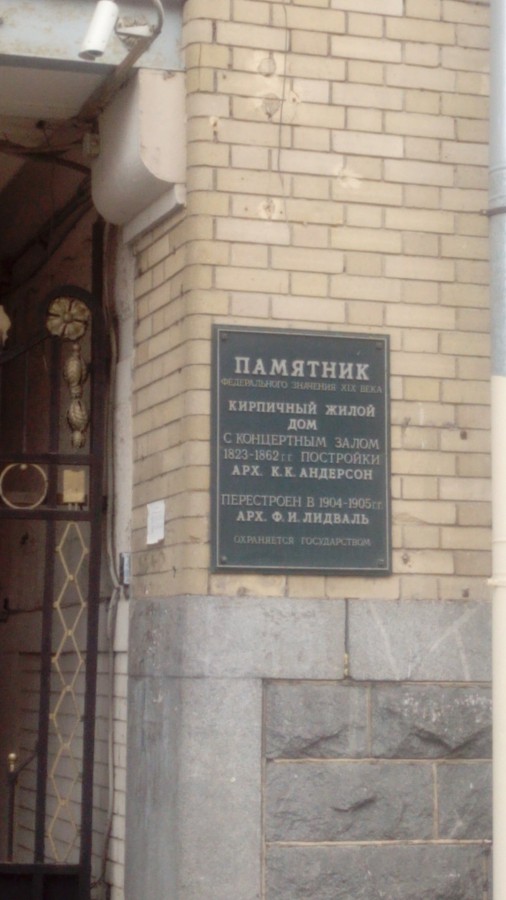 ПАМЯТНИК
ФЕДЕРАЛЬНОГО ЗНАЧЕНИЯ XIX ВЕКА
КИРПИЧНЫЙ ЖИЛОЙ
ДОМ
С КОНЦЕРТНЫМ ЗАЛОМ
1823-1862 г.г. ПОСТРОЙКИ
АРХ. К.К. АНДЕРСОН
ПЕРЕСТРОЕН В 1904-1905 г.г.
АРХ. Ф.И. ЛИДВАЛЬ
ОХРАНЯЕТСЯ ГОСУДАРСТВОМ